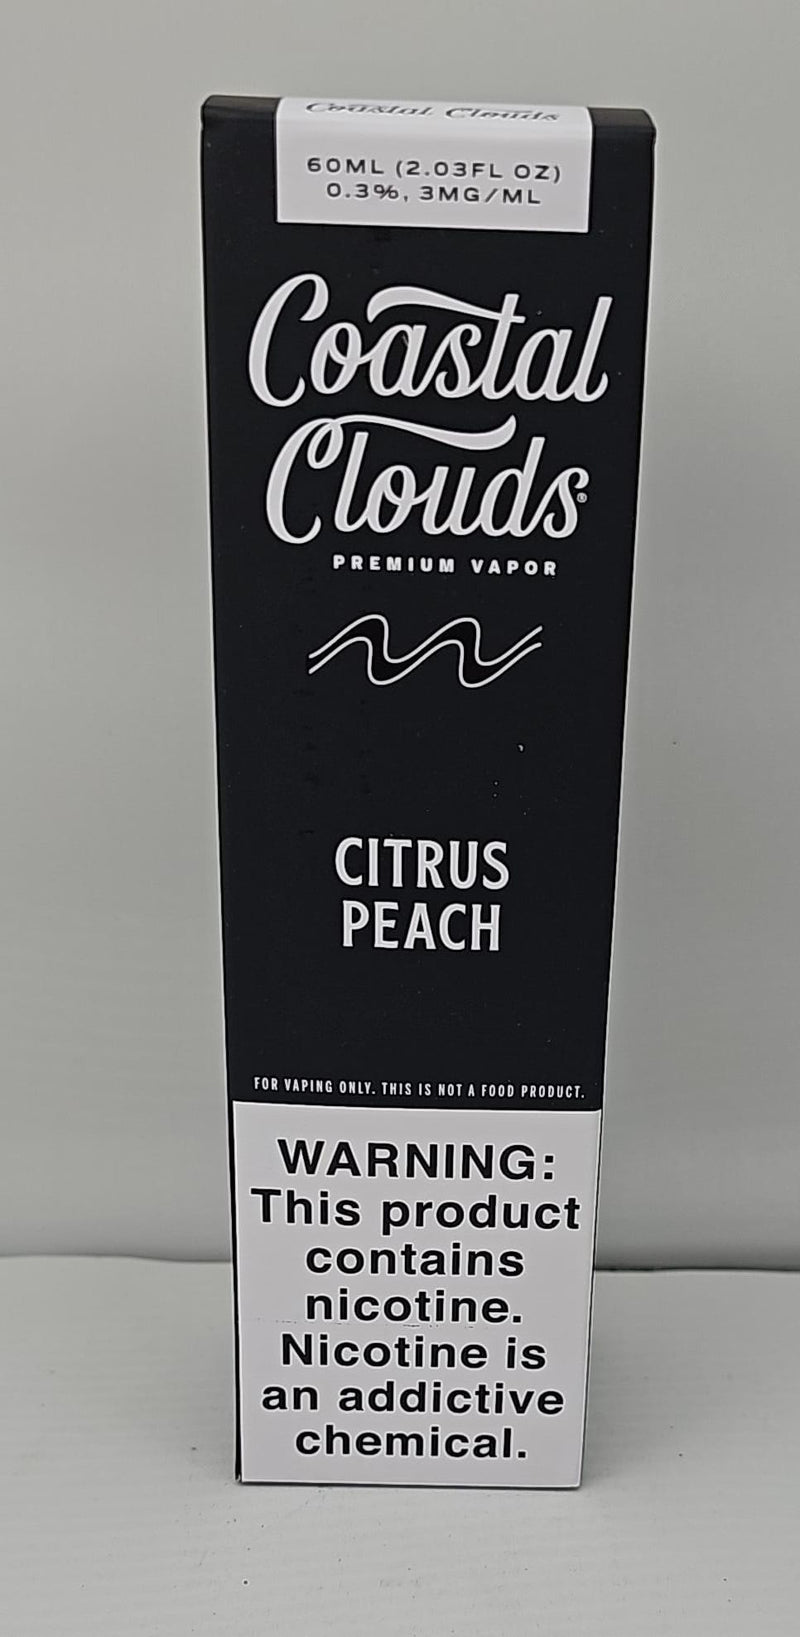 Coastal Clouds
60ML (2.03FL OZ)
0.3%, 3MG/ML
Coastal
Clouds®
PREMIUM VAPOR
CITRUS
PEACH
FOR VAPING ONLY. THIS IS NOT A FOOD PRODUCT.
WARNING:
This product
contains
nicotine.
Nicotine is
an addictive
chemical.